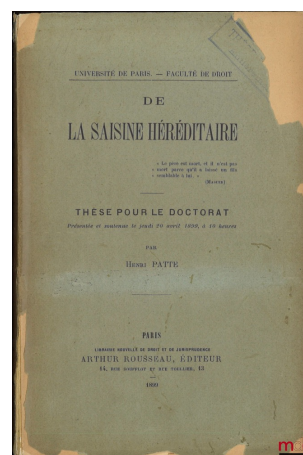 UNIVERSITÉ DE PARIS. — FACULTÉ DE DROIT
DE
LA SAISINE HÉRÉDITAIRE
« Le père est mort, et il n'est pas
« mort parce qu'il a laissé un fils
« semblable à lui. »
THÈSE POUR LE DOCTORAT
Présentée et soutenue le jeudi 20 avril 1899, à 10 heures
PAR
HENRI PATTE
PARIS
LIBRAIRIE NOUVELLE DE DROIT ET DE JURISPRUDENCE
ARTHUR ROUSSEAU, ÉDITEUR
14, RUE SOUFFLOT ET RUE TOULLIER, 13
1899